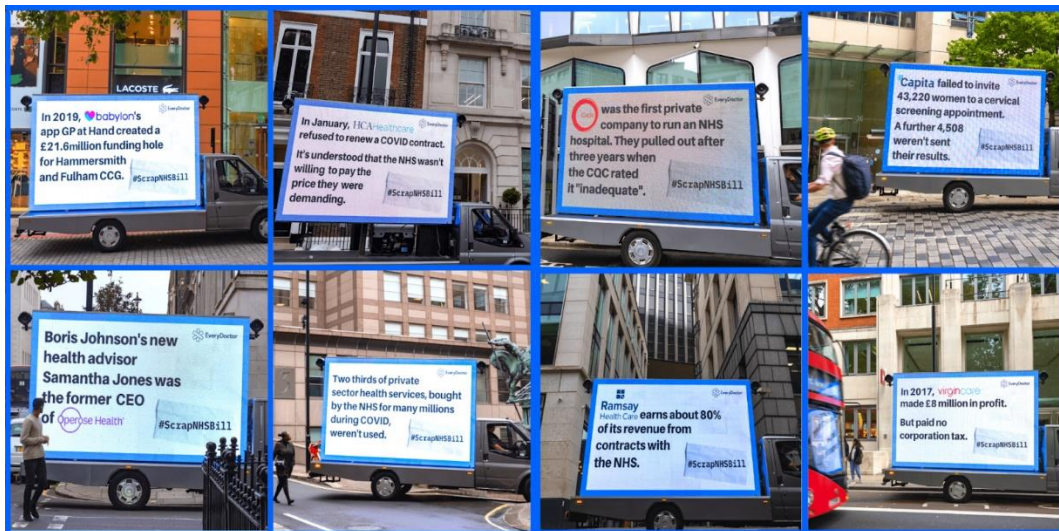 LACOSTE
In 2019, babylon's
app GP at Hand created a
£21.6million funding hole
for Hammersmith
and Fulham CCG.
EveryDoctor
#ScrapNHSBill
In January, HCAHealthcare
refused to renew a COVID contract.
It's understood that the NHS wasn't
willing to pay the
price they were
demanding.
EveryDoctor
#ScrapNHSBill
Circle was the first private
company to run an NHS
hospital. They pulled out after
three years when
the CQC rated
it "inadequate".
EveryDoctor
#ScrapNHSBill
Capita failed to invite
43,220 women to a cervical
screening appointment.
A further 4,508
weren't sent
their results.
EveryDoctor
#ScrapNHSBill
Boris Johnson's new
health advisor
Samantha Jones was
the former CEO
of Operose Health
EveryDoctor
#ScrapNHSBill
Two thirds of private
sector health services, bought
by the NHS for many millions
during COVID,
weren't used.
EveryDoctor
#ScrapNHSBill
Ramsay
Health Care earns about 80%
of its revenue from
contracts with
the NHS.
EveryDoctor
#ScrapNHSBill
In 2017, virgincare
made £8 million in profit.
But paid no
corporation tax.
EveryDoctor
#ScrapNHSBill